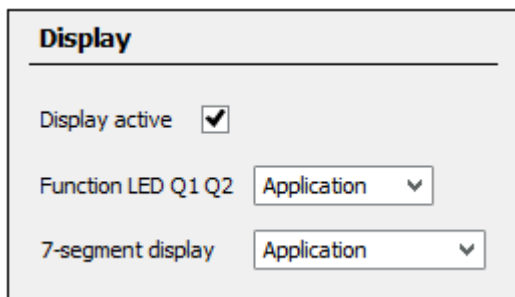 Display
Display active
Function LED Q1 Q2 Application
7-segment display Application